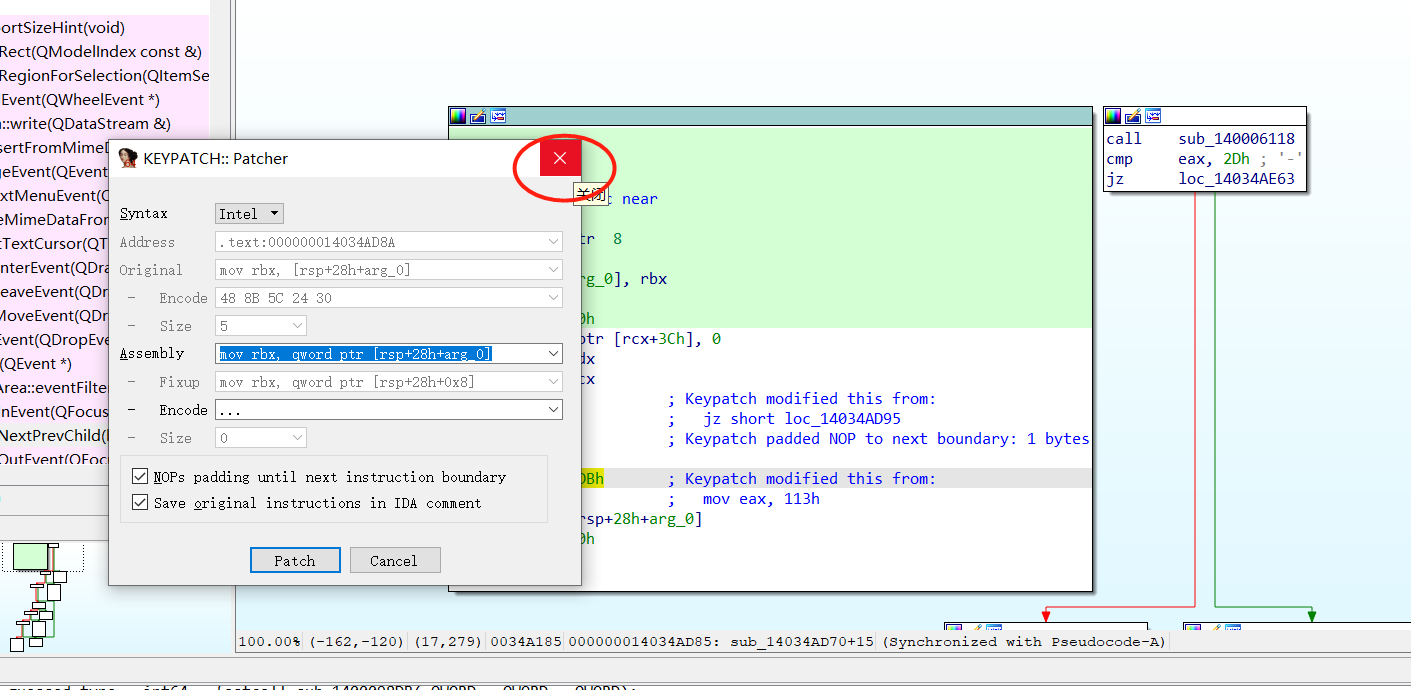 ortSizeHint(void)
Rect(QModelIndex const &)
RegionForSelection(QItemSe
Event(QWheelEvent *)
::write(QDataStream &)
sertFromMimeD
geEvent(QEvent
xtMenuEvent(Q
eMimeDataFrom
tTextCursor(QT
nterEvent(QDra
eaveEvent(QDr
MoveEvent(QDr
Event(QDropEve
(QEvent *)
Area::eventFilte
nEvent(QFocus
NextPrevChild(
OutEvent(QFoc
KEYPATCH:: Patcher
关闭
Syntax Intel
Address .text:000000014034AD8A
Original mov rbx, [rsp+28h+arg_0]
- Encode 48 8B 5C 24 30
- Size 5
Assembly mov rbx, qword ptr [rsp+28h+arg_0]
- Fixup mov rbx, qword ptr [rsp+28h+0x8]
- Encode ...
- Size 0
NOPs padding until next instruction boundary
Save original instructions in IDA comment
Patch Cancel
near
tr 8
rg_0], rbx
0h
ptr [rcx+3Ch], 0
dx
cx
; Keypatch modified this from:
; jz short loc_14034AD95
; Keypatch padded NOP to next boundary: 1 bytes
0Bh ; Keypatch modified this from:
; mov eax, 113h
rsp+28h+arg_0]
0h
call sub_140006118
cmp eax, 2Dh ; '-'
jz loc_14034AE63
100.00% (-162,-120) (17,279) 0034A185 000000014034AD85: sub_14034AD70+15 (Synchronized with Pseudocode-A)